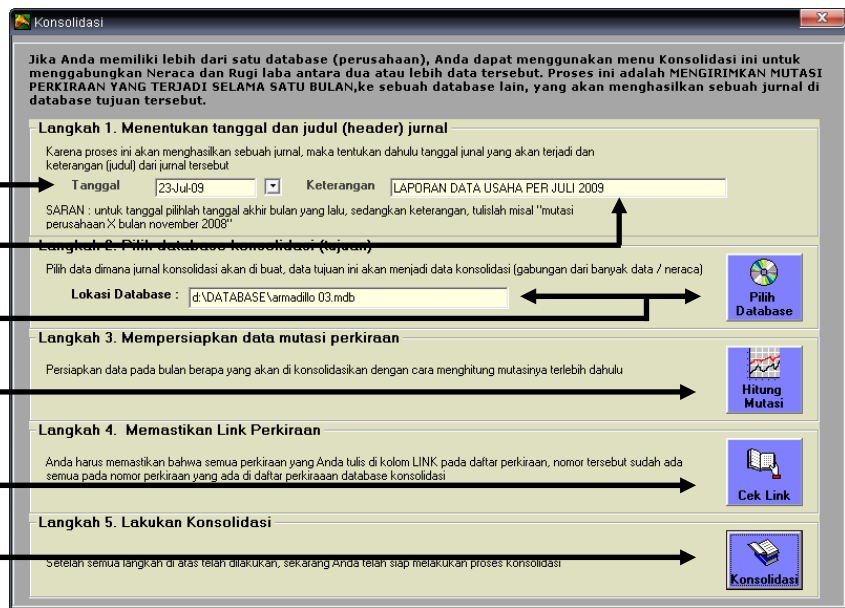 Konsolidasi
Jika Anda memiliki lebih dari satu database (perusahaan), Anda dapat menggunakan menu Konsolidasi ini untuk
menggabungkan Neraca dan Rugi laba antara dua atau lebih data tersebut. Proses ini adalah MENGIRIMKAN MUTASI
PERKIRAAN YANG TERJADI SELAMA SATU BULAN,ke sebuah database lain, yang akan menghasilkan sebuah jurnal di
database tujuan tersebut.
Langkah 1. Menentukan tanggal dan judul (header) jurnal
Karena proses ini akan menghasilkan sebuah jurnal, maka tentukan dahulu tanggal junal yang akan terjadi dan
keterangan (judul) dari jurnal tersebut
Tanggal 23-Jul-09 Keterangan LAPORAN DATA USAHA PER JULI 2009
SARAN : untuk tanggal pilihlah tanggal akhir bulan yang lalu, sedangkan keterangan, tulislah misal "mutasi
perusahaan X bulan november 2008"
Langkah 2. Pilih database konsolidasi (tujuan)
Pilih data dimana jurnal konsolidasi akan di buat, data tujuan ini akan menjadi data konsolidasi (gabungan dari banyak data / neraca)
Lokasi Database : d:\DATABASE\armadillo 03.mdb
Pilih
Database
Langkah 3. Mempersiapkan data mutasi perkiraan
Persiapkan data pada bulan berapa yang akan di konsolidasikan dengan cara menghitung mutasinya terlebih dahulu
Hitung
Mutasi
Langkah 4. Memastikan Link Perkiraan
Anda harus memastikan bahwa semua perkiraan yang Anda tulis di kolom LINK pada daftar perkiraan, nomor tersebut sudah ada
semua pada nomor perkiraan yang ada di daftar perkiraaan database konsolidasi
Cek Link
Langkah 5. Lakukan Konsolidasi
Setelah semua langkah di atas telah dilakukan, sekarang Anda telah siap melakukan proses konsolidasi
Konsolidasi